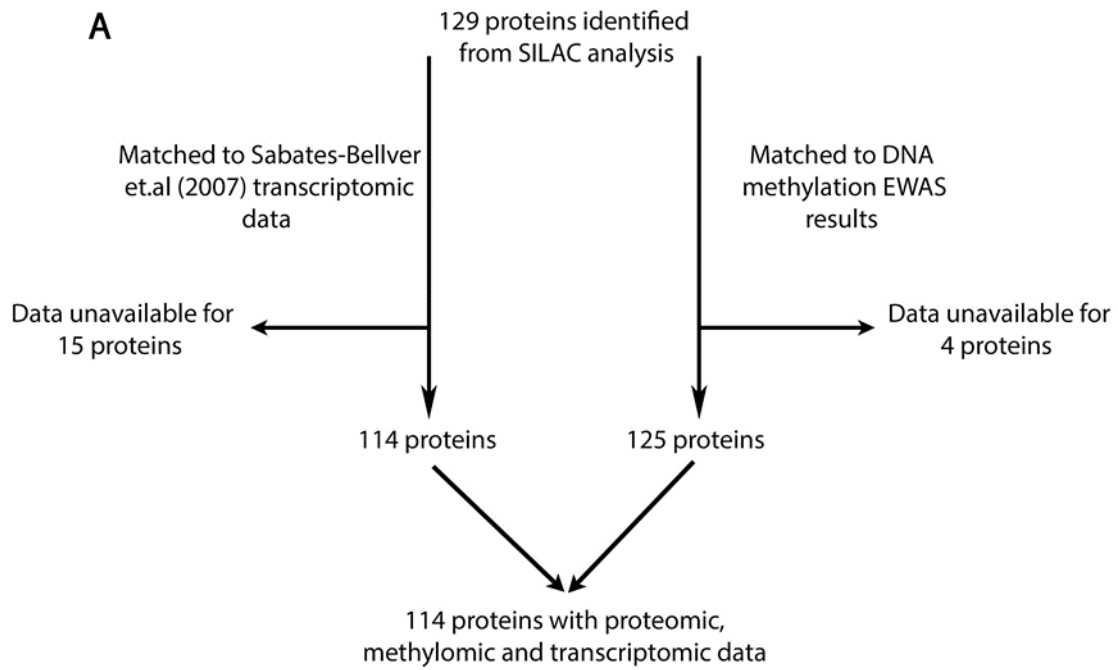 A
129 proteins identified
from SILAC analysis
Matched to Sabates-Bellver
et.al (2007) transcriptomic
data
Matched to DNA
methylation EWAS
results
Data unavailable for
15 proteins
Data unavailable for
4 proteins
114 proteins
125 proteins
114 proteins with proteomic,
methylomic and transcriptomic data